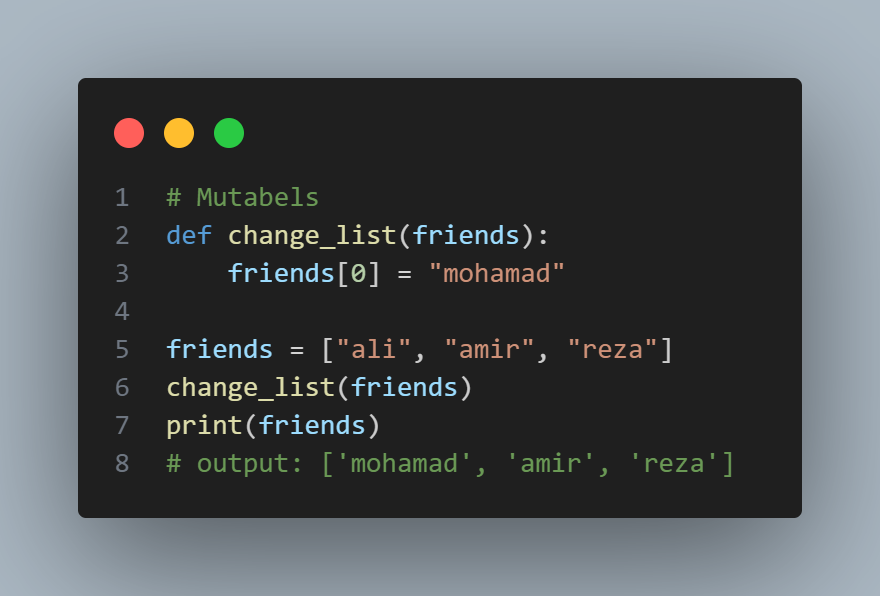 1 # Mutabels
2 def change_list(friends):
3     friends[0] = "mohamad"
4
5 friends = ["ali", "amir", "reza"]
6 change_list(friends)
7 print(friends)
8 # output: ['mohamad', 'amir', 'reza']